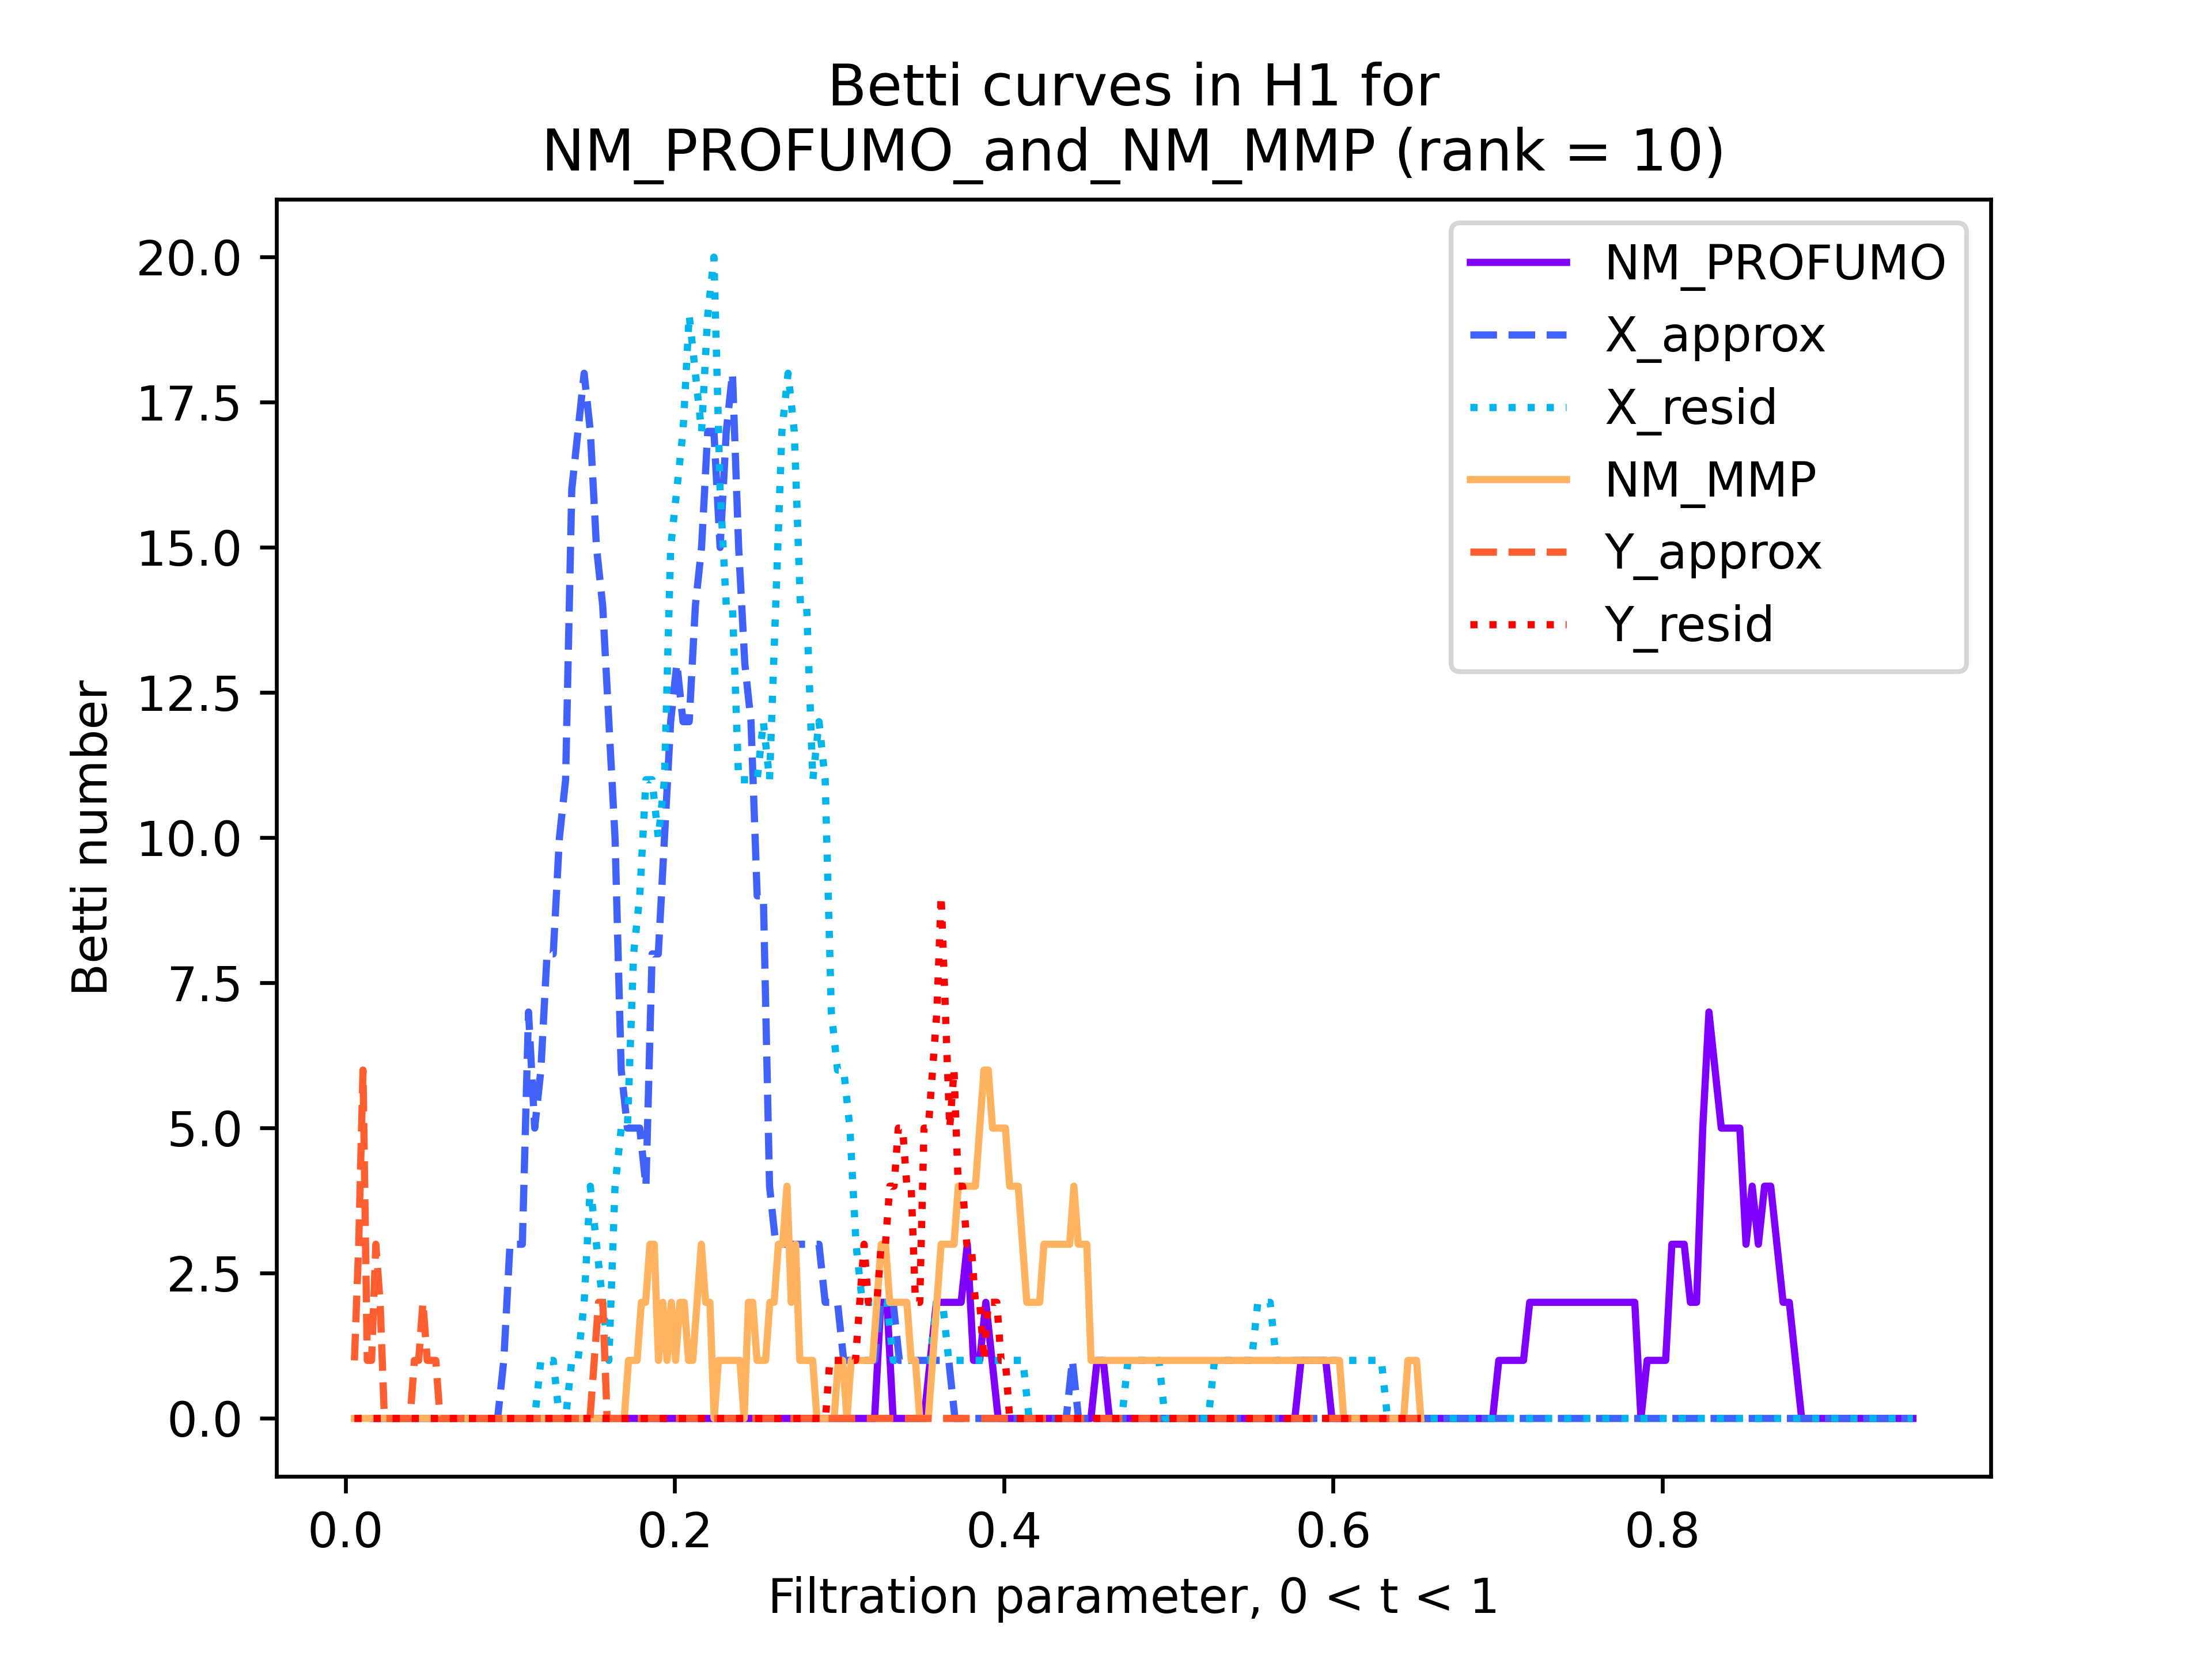 Betti curves in H1 for
NM_PROFUMO_and_NM_MMP (rank = 10)
NM_PROFUMO
X_approx
X_resid
NM_MMP
Y_approx
Y_resid
Betti number
20.0
17.5
15.0
12.5
10.0
7.5
5.0
2.5
0.0
0.0 0.2 0.4 0.6 0.8
Filtration parameter, 0 < t < 1